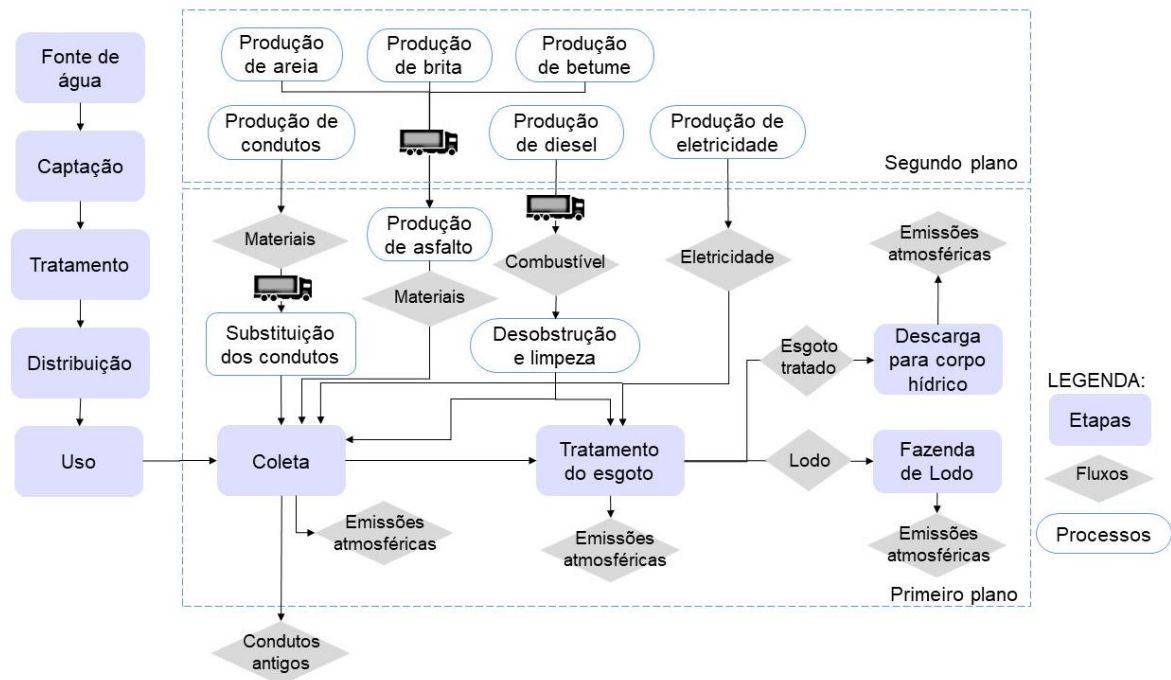 Fonte de
água
Captação
Tratamento
Distribuição
Uso
Produção
de areia
Produção
de brita
Produção
de betume
Produção de
condutos
Produção
de diesel
Produção de
eletricidade
Segundo plano
Materiais
Produção
de asfalto
Combustível
Eletricidade
Emissões
atmosféricas
Materiais
Substituição
dos condutos
Desobstrução
e limpeza
Esgoto
tratado
Descarga
para corpo
hídrico
Coleta
Tratamento
do esgoto
Lodo
Fazenda
de Lodo
Emissões
atmosféricas
Emissões
atmosféricas
Emissões
atmosféricas
Primeiro plano
Condutos
antigos
LEGENDA:
Etapas
Fluxos
Processos